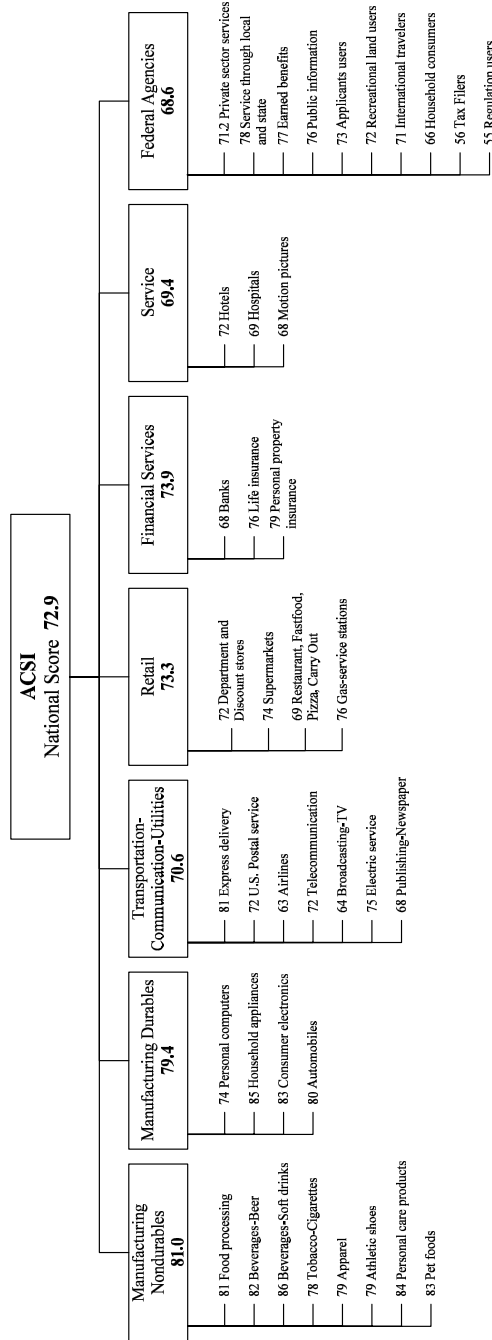 ACSI
National Score 72.9
Manufacturing
Nondurables
81.0
81 Food processing
82 Beverages-Beer
86 Beverages-Soft drinks
78 Tobacco-Cigarettes
79 Apparel
79 Athletic shoes
84 Personal care products
83 Pet foods
Manufacturing Durables
79.4
74 Personal computers
85 Household appliances
83 Consumer electronics
80 Automobiles
Transportation-
Communication-Utilities
70.6
81 Express delivery
72 U.S. Postal service
63 Airlines
72 Telecommunication
64 Broadcasting-TV
75 Electric service
68 Publishing-Newspaper
Retail
73.3
72 Department and
Discount stores
74 Supermarkets
69 Restaurant, Fastfood,
Pizza, Carry Out
76 Gas-service stations
Financial Services
73.9
68 Banks
76 Life insurance
79 Personal property
insurance
Service
69.4
72 Hotels
69 Hospitals
68 Motion pictures
Federal Agencies
68.6
71.2 Private sector services
78 Service through local
and state
77 Earned benefits
76 Public information
73 Applicants users
72 Recreational land users
71 International travelers
66 Household consumers
56 Tax Filers
55 Regulation users